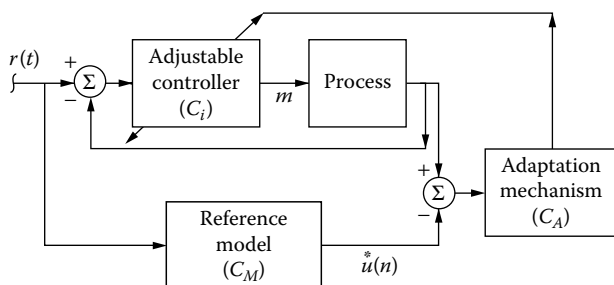 r(t)
+
−
Σ
Adjustable
controller
(C_i)
m
Process
+
−
Σ
Adaptation
mechanism
(C_A)
Reference
model
(C_M)
u*(n)